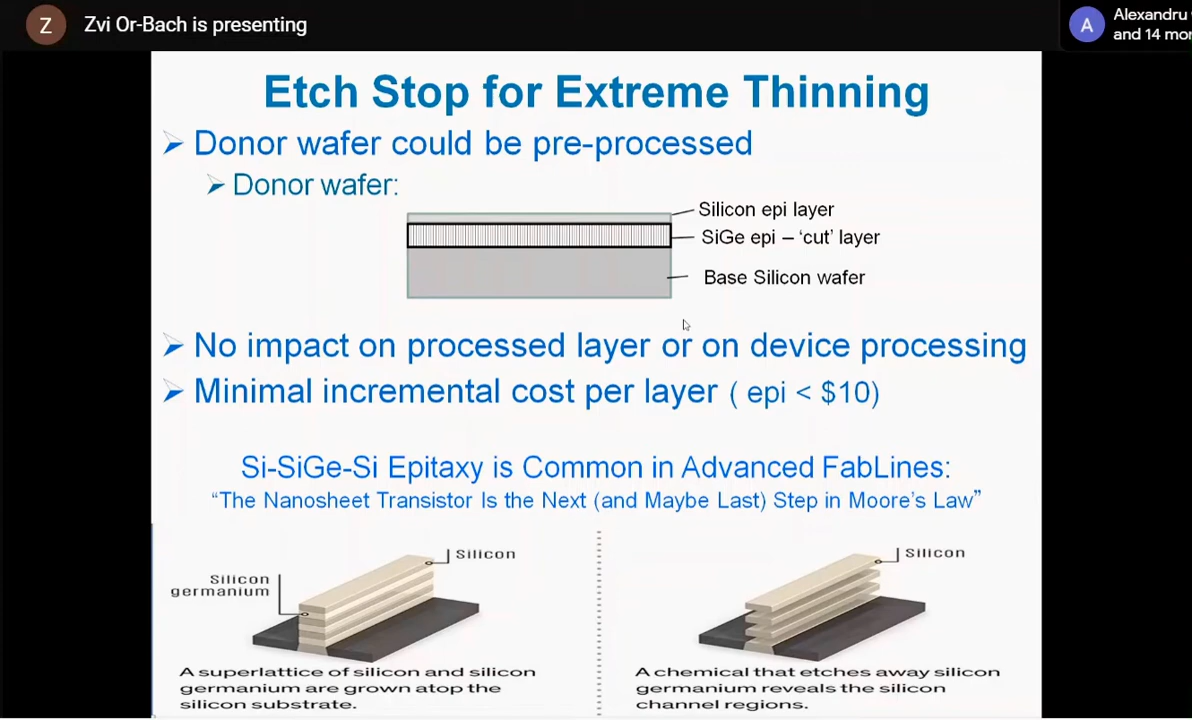 Z
Zvi Or-Bach is presenting
A
Alexandru
and 14 mor
Etch Stop for Extreme Thinning
Donor wafer could be pre-processed
Donor wafer:
Silicon epi layer
SiGe epi – ‘cut’ layer
Base Silicon wafer
No impact on processed layer or on device processing
Minimal incremental cost per layer ( epi < $10)
Si-SiGe-Si Epitaxy is Common in Advanced FabLines:
“The Nanosheet Transistor Is the Next (and Maybe Last) Step in Moore’s Law”
Silicon
Silicon
germanium
A superlattice of silicon and silicon
germanium are grown atop the
silicon substrate.
Silicon
A chemical that etches away silicon
germanium reveals the silicon
channel regions.